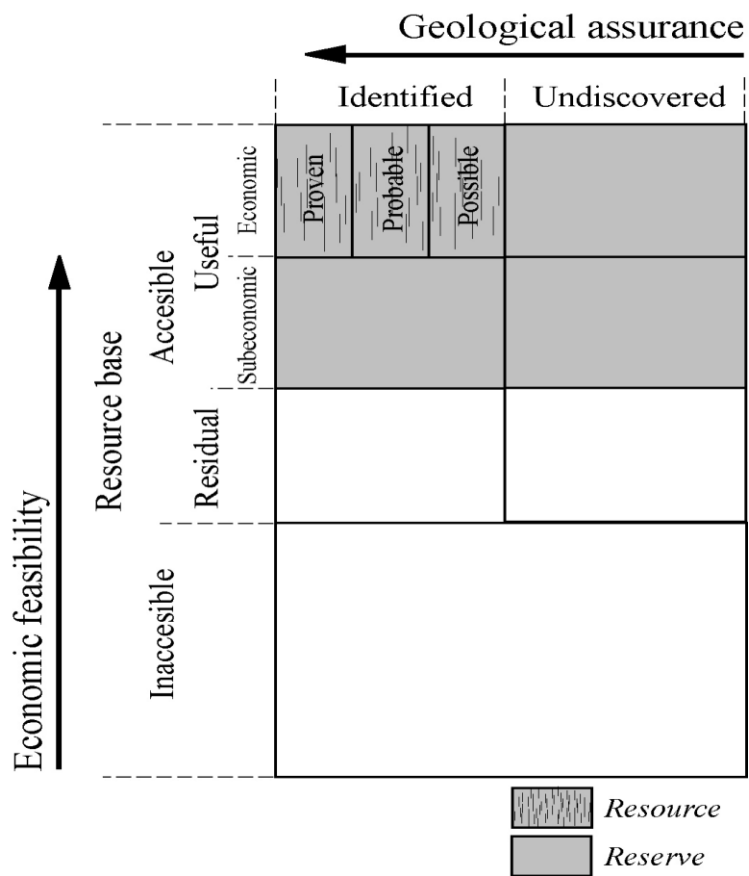 Geological assurance
Identified
Undiscovered
Economic feasibility
Resource base
Accesible
Inaccesible
Useful
Residual
Economic
Subeconomic
Proven
Probable
Possible
Resource
Reserve